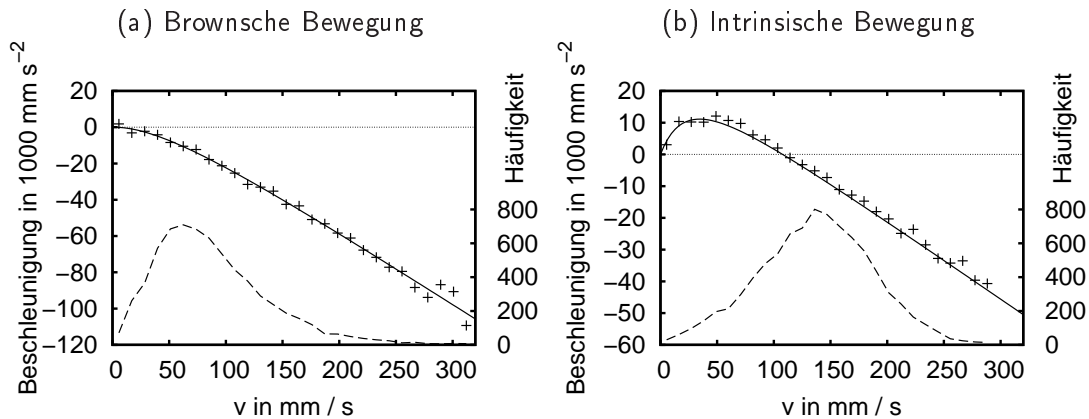 (a) Brownsche Bewegung
Beschleunigung in 1000 mm s−2
20
0
−20
−40
−60
−80
−100
−120
0 50 100 150 200 250 300
v in mm / s
Häufigkeit
800
600
400
200
0
(b) Intrinsische Bewegung
Beschleunigung in 1000 mm s−2
20
10
0
−10
−20
−30
−40
−50
−60
0 50 100 150 200 250 300
v in mm / s
Häufigkeit
800
600
400
200
0